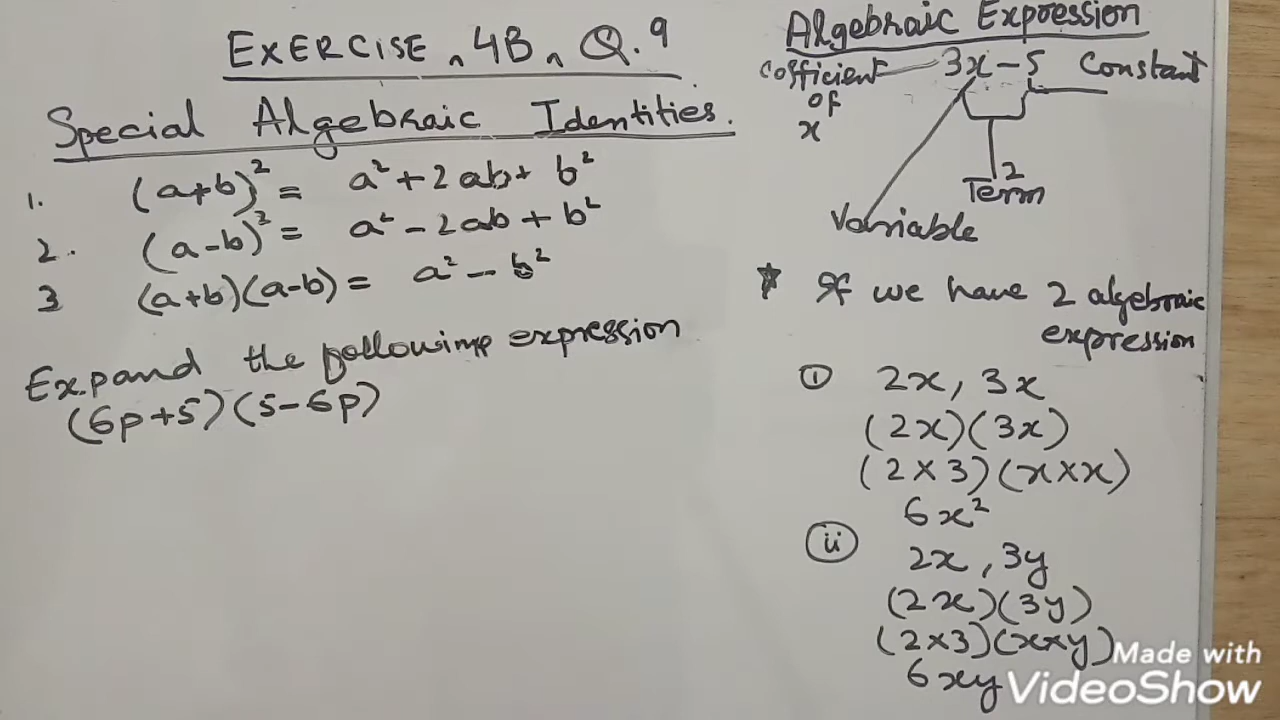 EXERCISE, 4B, Q.9
Special Algebraic Identities.
1. (a+b)² = a² + 2ab + b²
2. (a-b)² = a² - 2ab + b²
3 (a+b)(a-b) = a² - b²
Expand the following expression
(6p+5)(5-6p)
Algebraic Expression
cofficient 3x-5 Constant
of
x
2
Term
Variable
* If we have 2 algebraic
expression
i 2x, 3x
(2x)(3x)
(2×3)(x×x)
6x²
ii 2x, 3y
(2x)(3y)
(2×3)(x×y)
6xy
Made with
VideoShow